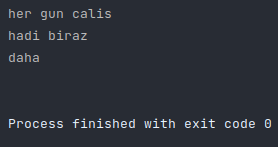 her gun calis
hadi biraz
daha
Process finished with exit code 0